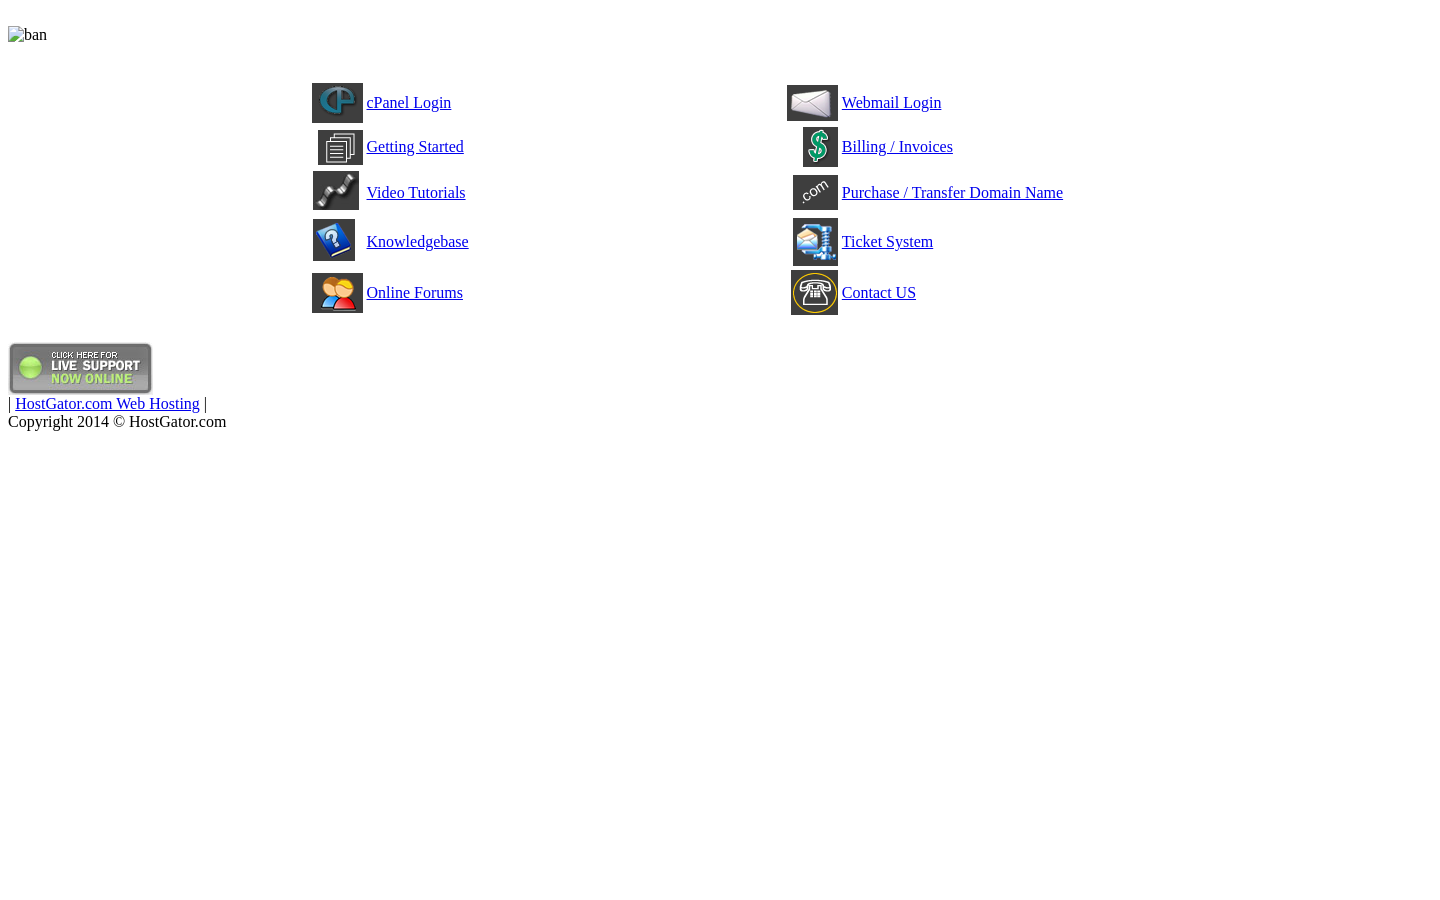 ban
cPanel Login
Webmail Login
Getting Started
$
Billing / Invoices
Video Tutorials
.com
Purchase / Transfer Domain Name
?
Knowledgebase
Ticket System
Online Forums
Contact US
CLICK HERE FOR
LIVE SUPPORT
NOW ONLINE
| HostGator.com Web Hosting |
Copyright 2014 © HostGator.com